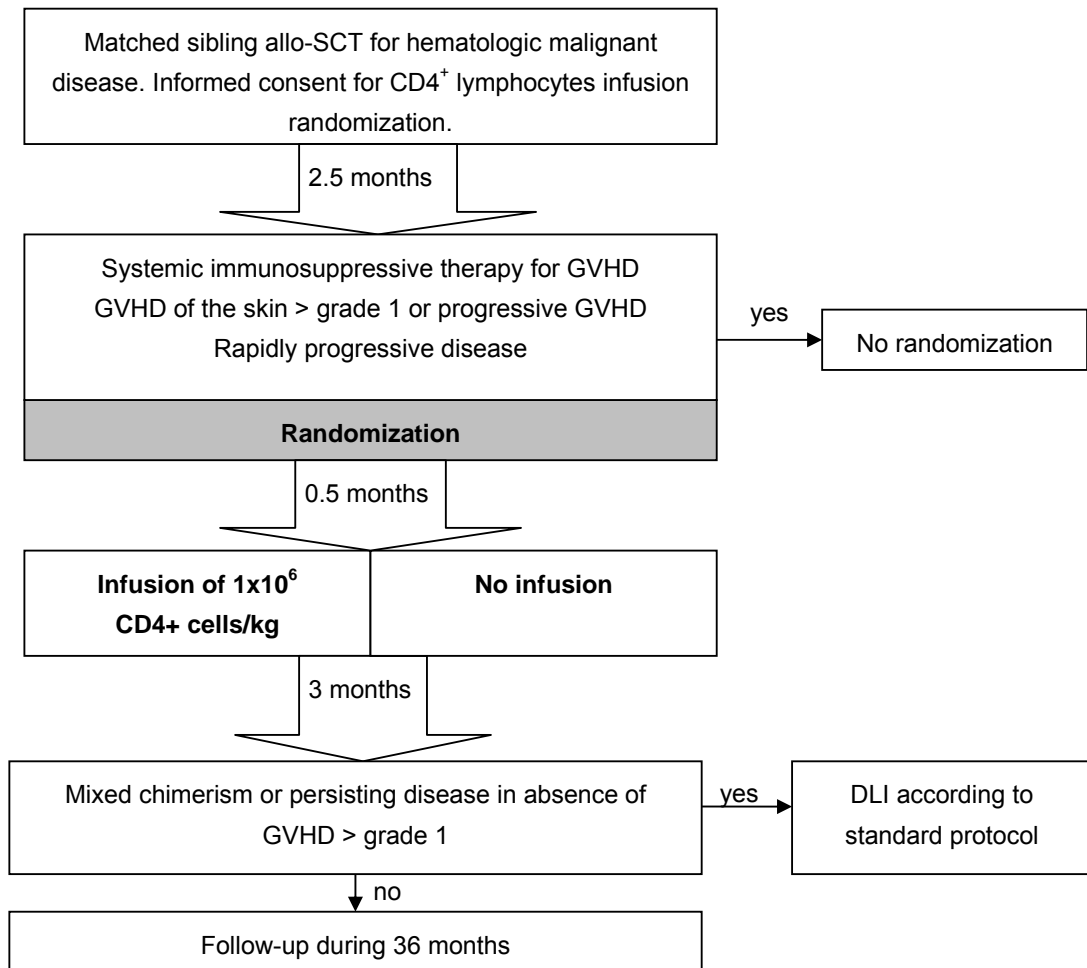 Matched sibling allo-SCT for hematologic malignant
disease. Informed consent for CD4⁺ lymphocytes infusion
randomization.
2.5 months
Systemic immunosuppressive therapy for GVHD
GVHD of the skin > grade 1 or progressive GVHD
Rapidly progressive disease
yes
No randomization
Randomization
0.5 months
Infusion of 1x10⁶
CD4+ cells/kg
No infusion
3 months
Mixed chimerism or persisting disease in absence of
GVHD > grade 1
yes
DLI according to
standard protocol
no
Follow-up during 36 months